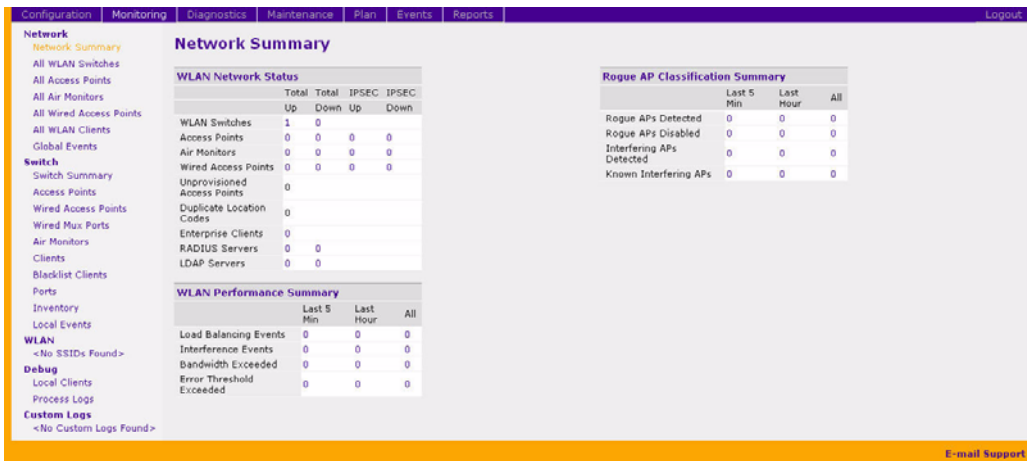 Configuration Monitoring Diagnostics Maintenance Plan Events Reports Logout
Network
Network Summary
All WLAN Switches
All Access Points
All Air Monitors
All Wired Access Points
All WLAN Clients
Global Events
Switch
Switch Summary
Access Points
Wired Access Points
Wired Mux Ports
Air Monitors
Clients
Blacklist Clients
Ports
Inventory
Local Events
WLAN
<No SSIDs Found>
Debug
Local Clients
Process Logs
Custom Logs
<No Custom Logs Found>
Network Summary
WLAN Network Status
Total Total IPSEC IPSEC
Up Down Up Down
WLAN Switches 1 0
Access Points 0 0 0 0
Air Monitors 0 0 0 0
Wired Access Points 0 0 0 0
Unprovisioned
Access Points 0
Duplicate Location
Codes 0
Enterprise Clients 0
RADIUS Servers 0 0
LDAP Servers 0 0
WLAN Performance Summary
Last 5 Last All
Min Hour
Load Balancing Events 0 0 0
Interference Events 0 0 0
Bandwidth Exceeded 0 0 0
Error Threshold
Exceeded 0 0 0
Rogue AP Classification Summary
Last 5 Last All
Min Hour
Rogue APs Detected 0 0 0
Rogue APs Disabled 0 0 0
Interfering APs
Detected 0 0 0
Known Interfering APs 0 0 0
E-mail Support